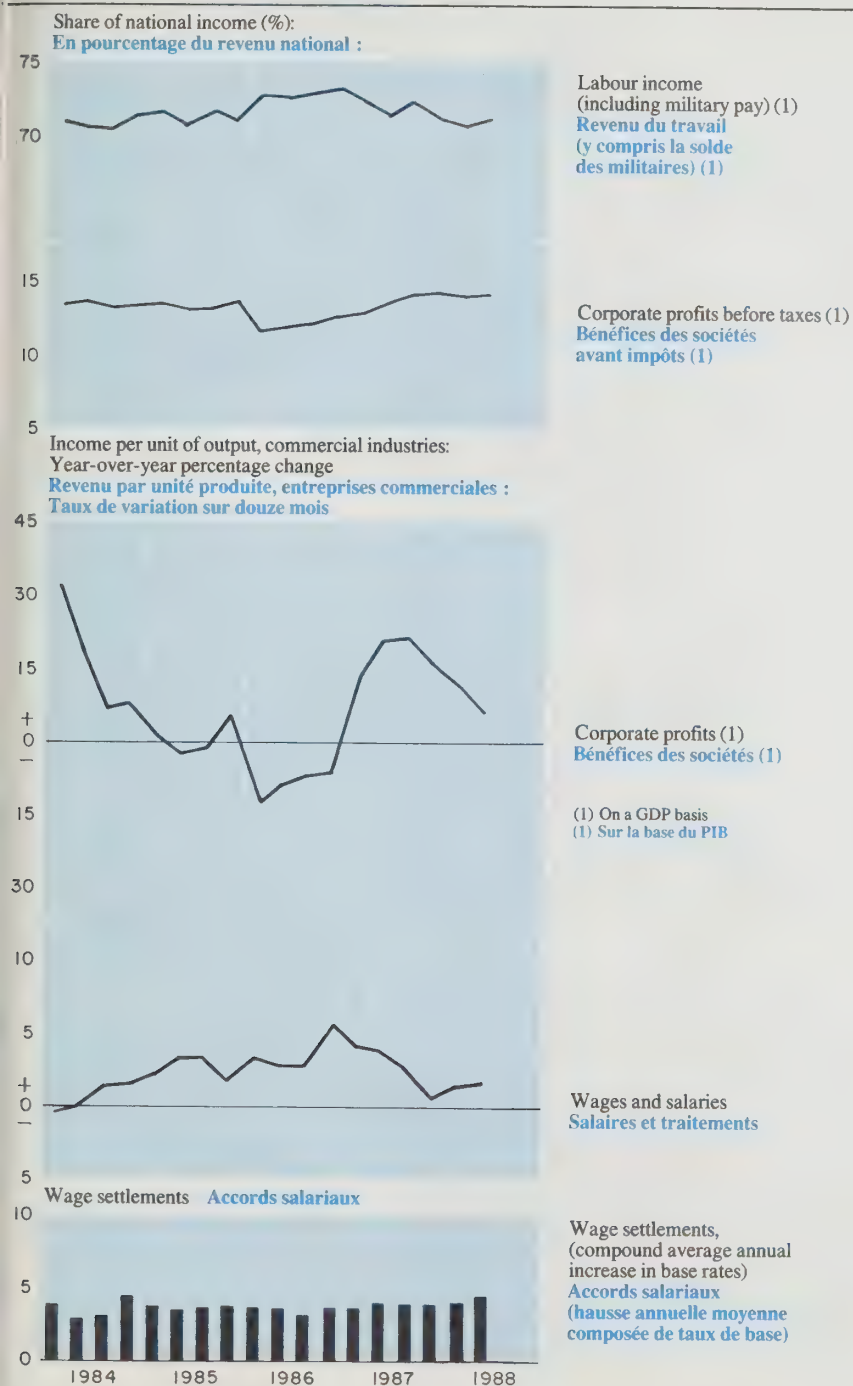 Share of national income (%):
En pourcentage du revenu national :
75
70
15
10
5
Labour income
(including military pay) (1)
Revenu du travail
(y compris la solde
des militaires) (1)
Corporate profits before taxes (1)
Bénéfices des sociétés
avant impôts (1)
Income per unit of output, commercial industries:
Year-over-year percentage change
Revenu par unité produite, entreprises commerciales :
Taux de variation sur douze mois
45
30
15
+
0
−
15
30
Corporate profits (1)
Bénéfices des sociétés (1)
(1) On a GDP basis
(1) Sur la base du PIB
10
5
+
0
−
5
Wages and salaries
Salaires et traitements
Wage settlements Accords salariaux
10
5
0
Wage settlements,
(compound average annual
increase in base rates)
Accords salariaux
(hausse annuelle moyenne
composée de taux de base)
1984 1985 1986 1987 1988